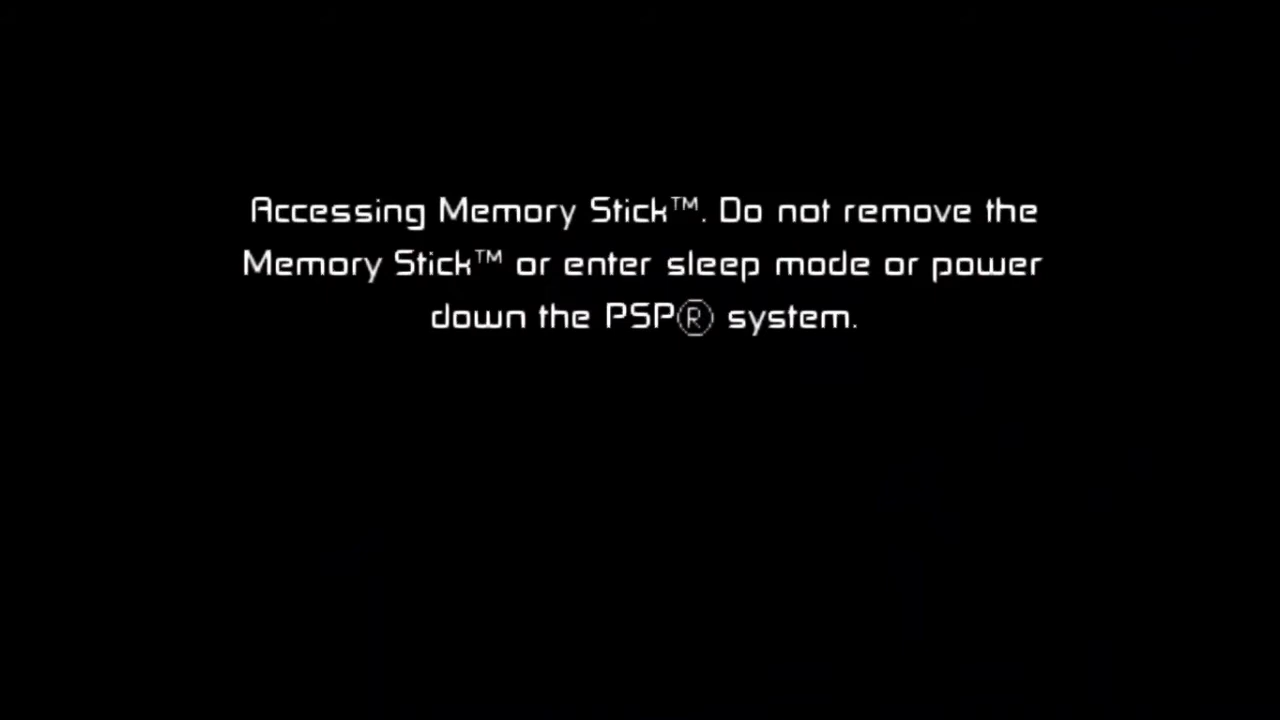 Accessing Memory Stick™. Do not remove the
Memory Stick™ or enter sleep mode or power
down the PSP® system.